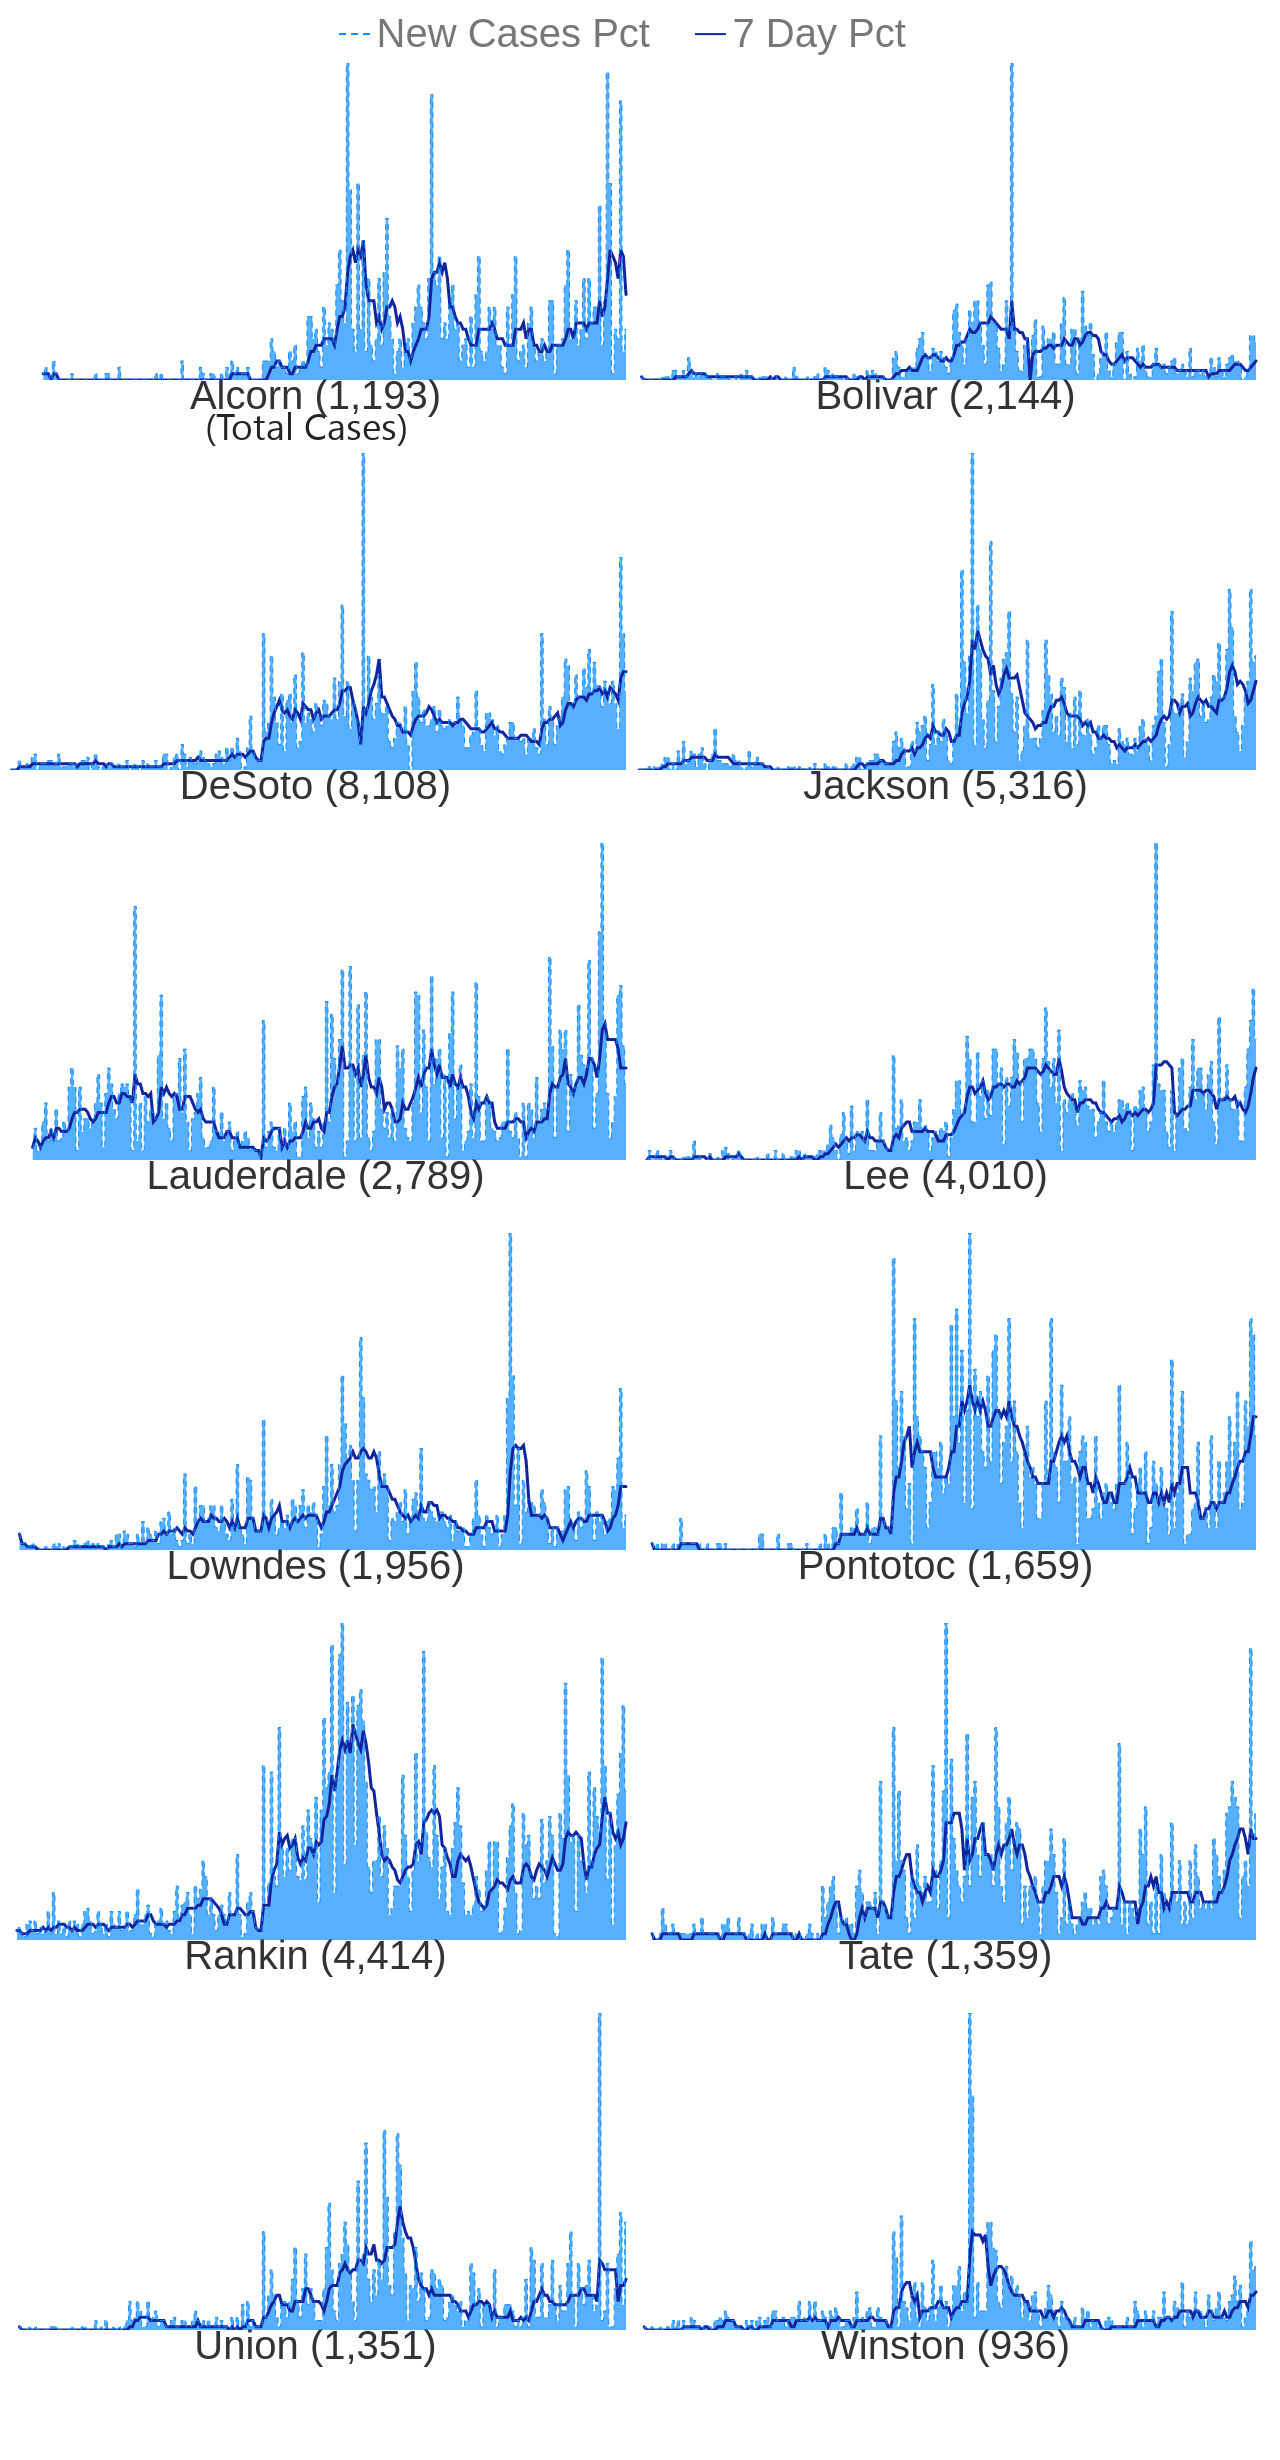 New Cases Pct 7 Day Pct
Alcorn (1,193) Bolivar (2,144)
(Total Cases)
DeSoto (8,108) Jackson (5,316)
Lauderdale (2,789) Lee (4,010)
Lowndes (1,956) Pontotoc (1,659)
Rankin (4,414) Tate (1,359)
Union (1,351) Winston (936)